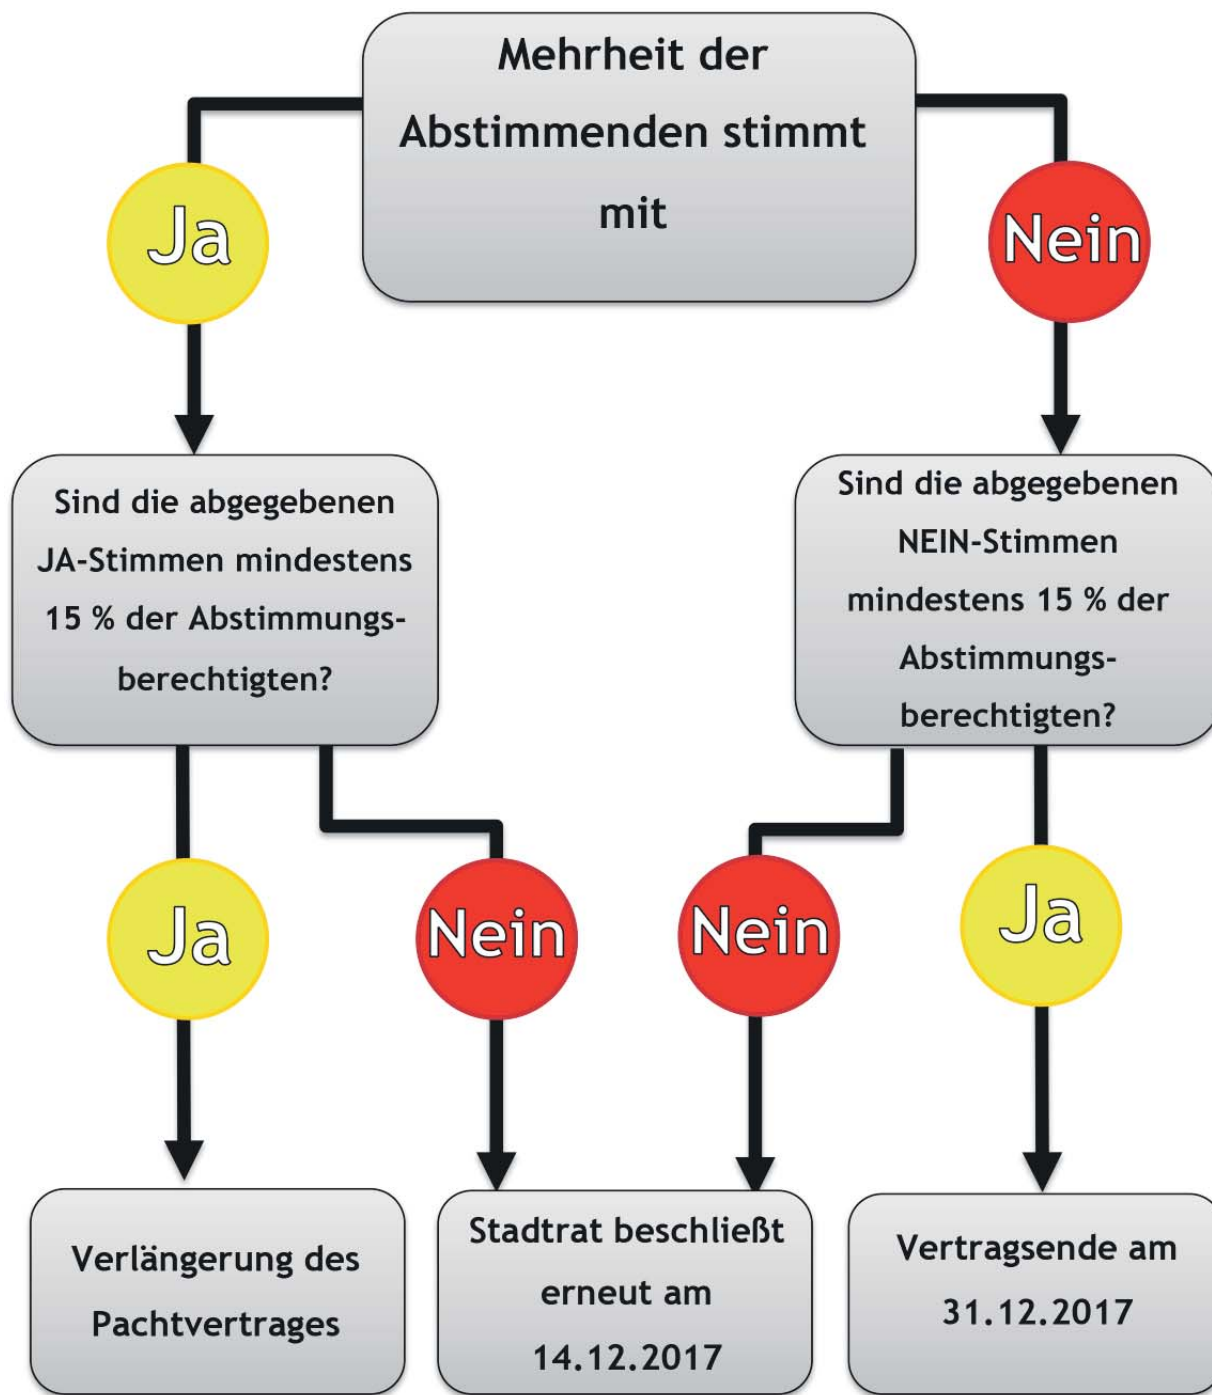 Mehrheit der
Abstimmenden stimmt
mit
Ja
Nein
Sind die abgegebenen
JA-Stimmen mindestens
15 % der Abstimmungs-
berechtigten?
Sind die abgegebenen
NEIN-Stimmen
mindestens 15 % der
Abstimmungs-
berechtigten?
Ja
Nein
Nein
Ja
Verlängerung des
Pachtvertrages
Stadtrat beschließt
erneut am
14.12.2017
Vertragsende am
31.12.2017